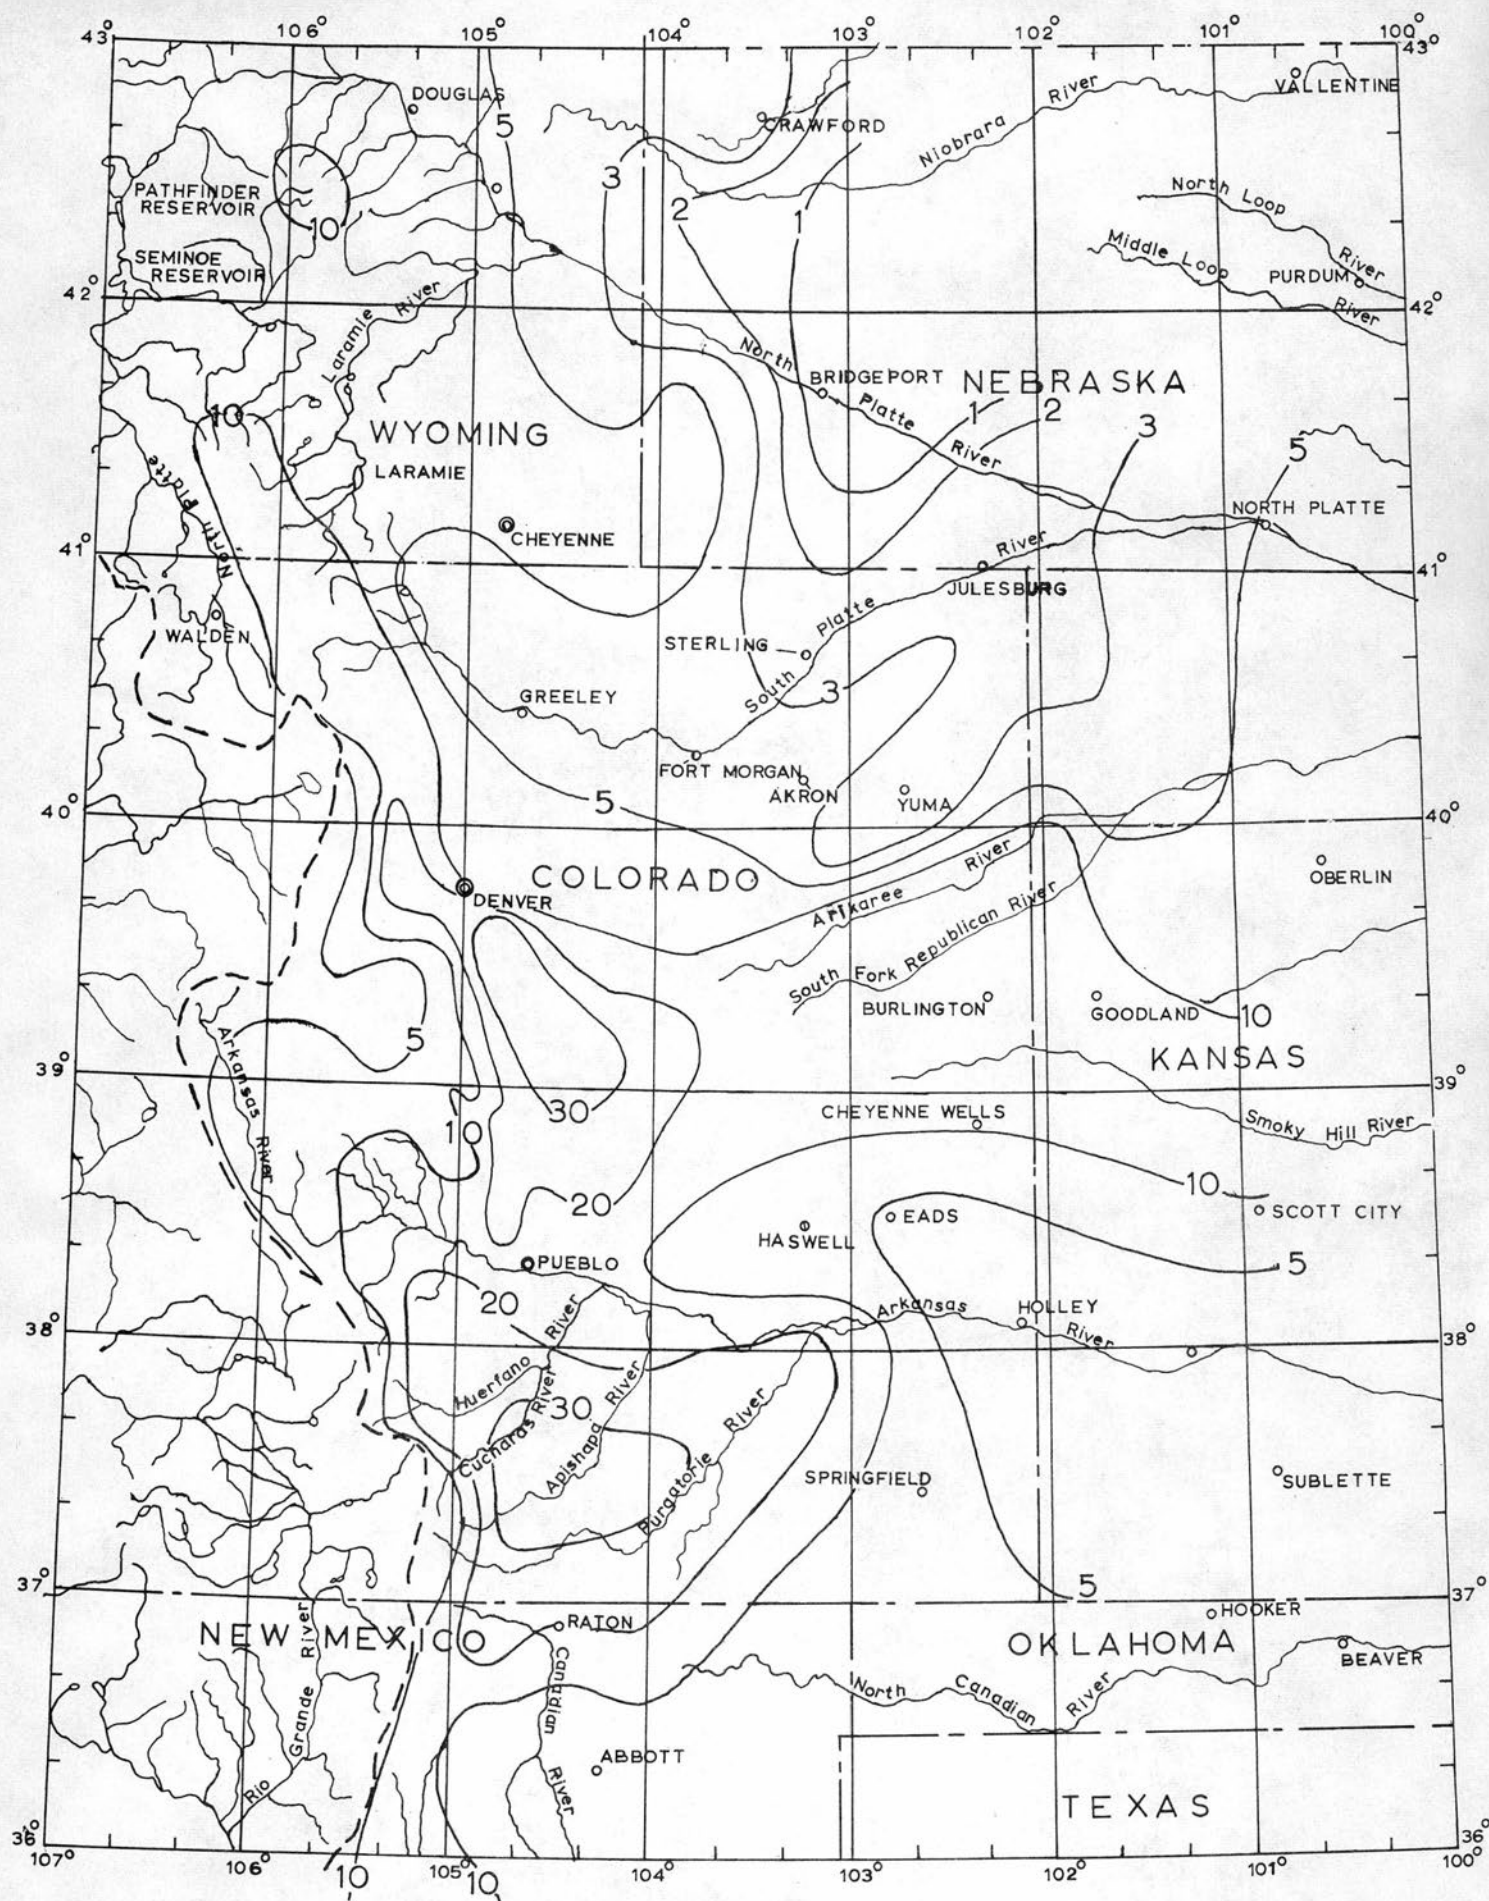 106° 105° 104° 103° 102° 101° 100°
43° 43°
DOUGLAS
VALLENTINE
5
CRAWFORD
Niobrara River
PATHFINDER
RESERVOIR
3
2
1
North Loop River
10
Middle Loop River
SEMINOE
RESERVOIR
PURDUM
42° 42°
Laramie River
North Platte River
BRIDGEPORT
NEBRASKA
10
1
2
3
5
WYOMING
LARAMIE
North Platte
NORTH PLATTE
CHEYENNE
41° 41°
JULESBURG
WALDEN
STERLING
South Platte River
3
GREELEY
FORT MORGAN
AKRON
YUMA
5
40° 40°
COLORADO
OBERLIN
DENVER
Arikaree River
South Fork Republican River
BURLINGTON
GOODLAND
10
5
KANSAS
39° 39°
Arkansas River
30
CHEYENNE WELLS
Smoky Hill River
10
10
20
SCOTT CITY
EADS
HASWELL
5
PUEBLO
20
Arkansas River
HOLLEY
38° 38°
Huerfano River
Cucharas River
Apishapa River
Purgatorie River
30
SPRINGFIELD
SUBLETTE
5
37° 37°
HOOKER
RATON
NEW MEXICO
OKLAHOMA
BEAVER
Rio Grande River
Canadian River
North Canadian River
ABBOTT
TEXAS
36° 36°
107° 106° 105° 104° 103° 102° 101° 100°
10 10